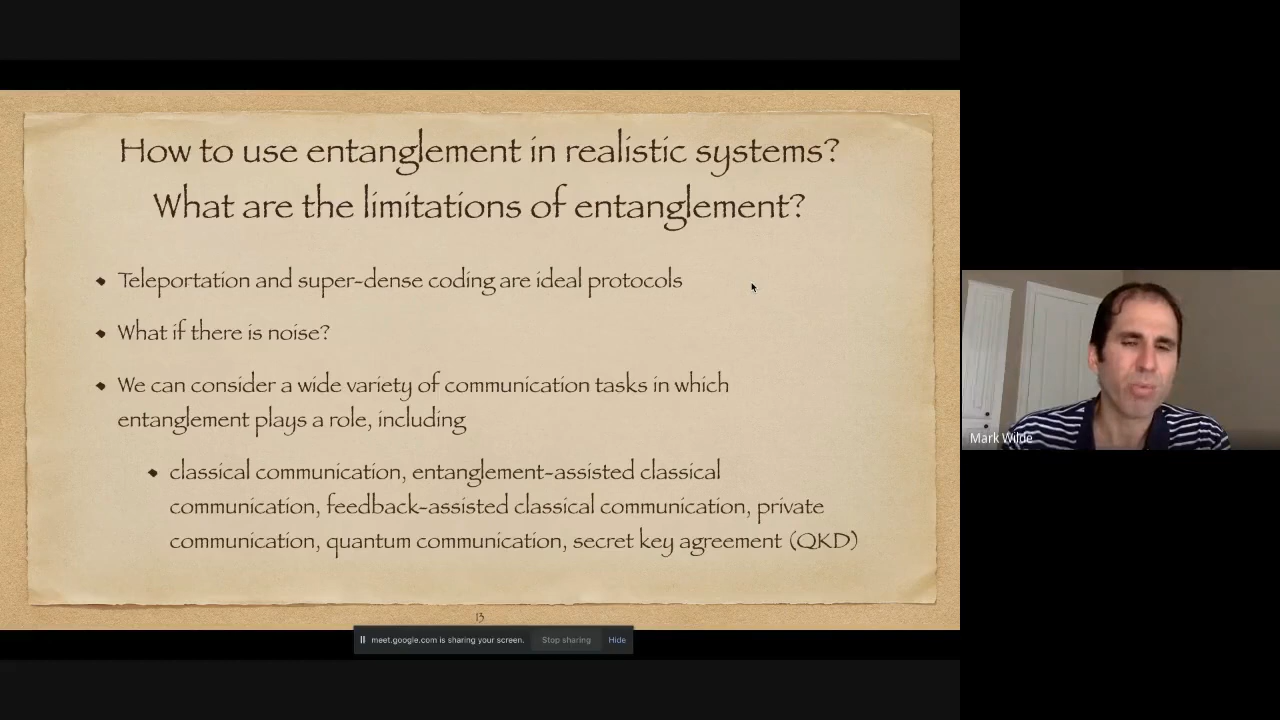 How to use entanglement in realistic systems?
What are the limitations of entanglement?
Teleportation and super-dense coding are ideal protocols
What if there is noise?
We can consider a wide variety of communication tasks in which
entanglement plays a role, including
classical communication, entanglement-assisted classical
communication, feedback-assisted classical communication, private
communication, quantum communication, secret key agreement (QKD)
13
meet.google.com is sharing your screen. Stop sharing Hide
Mark Wilde